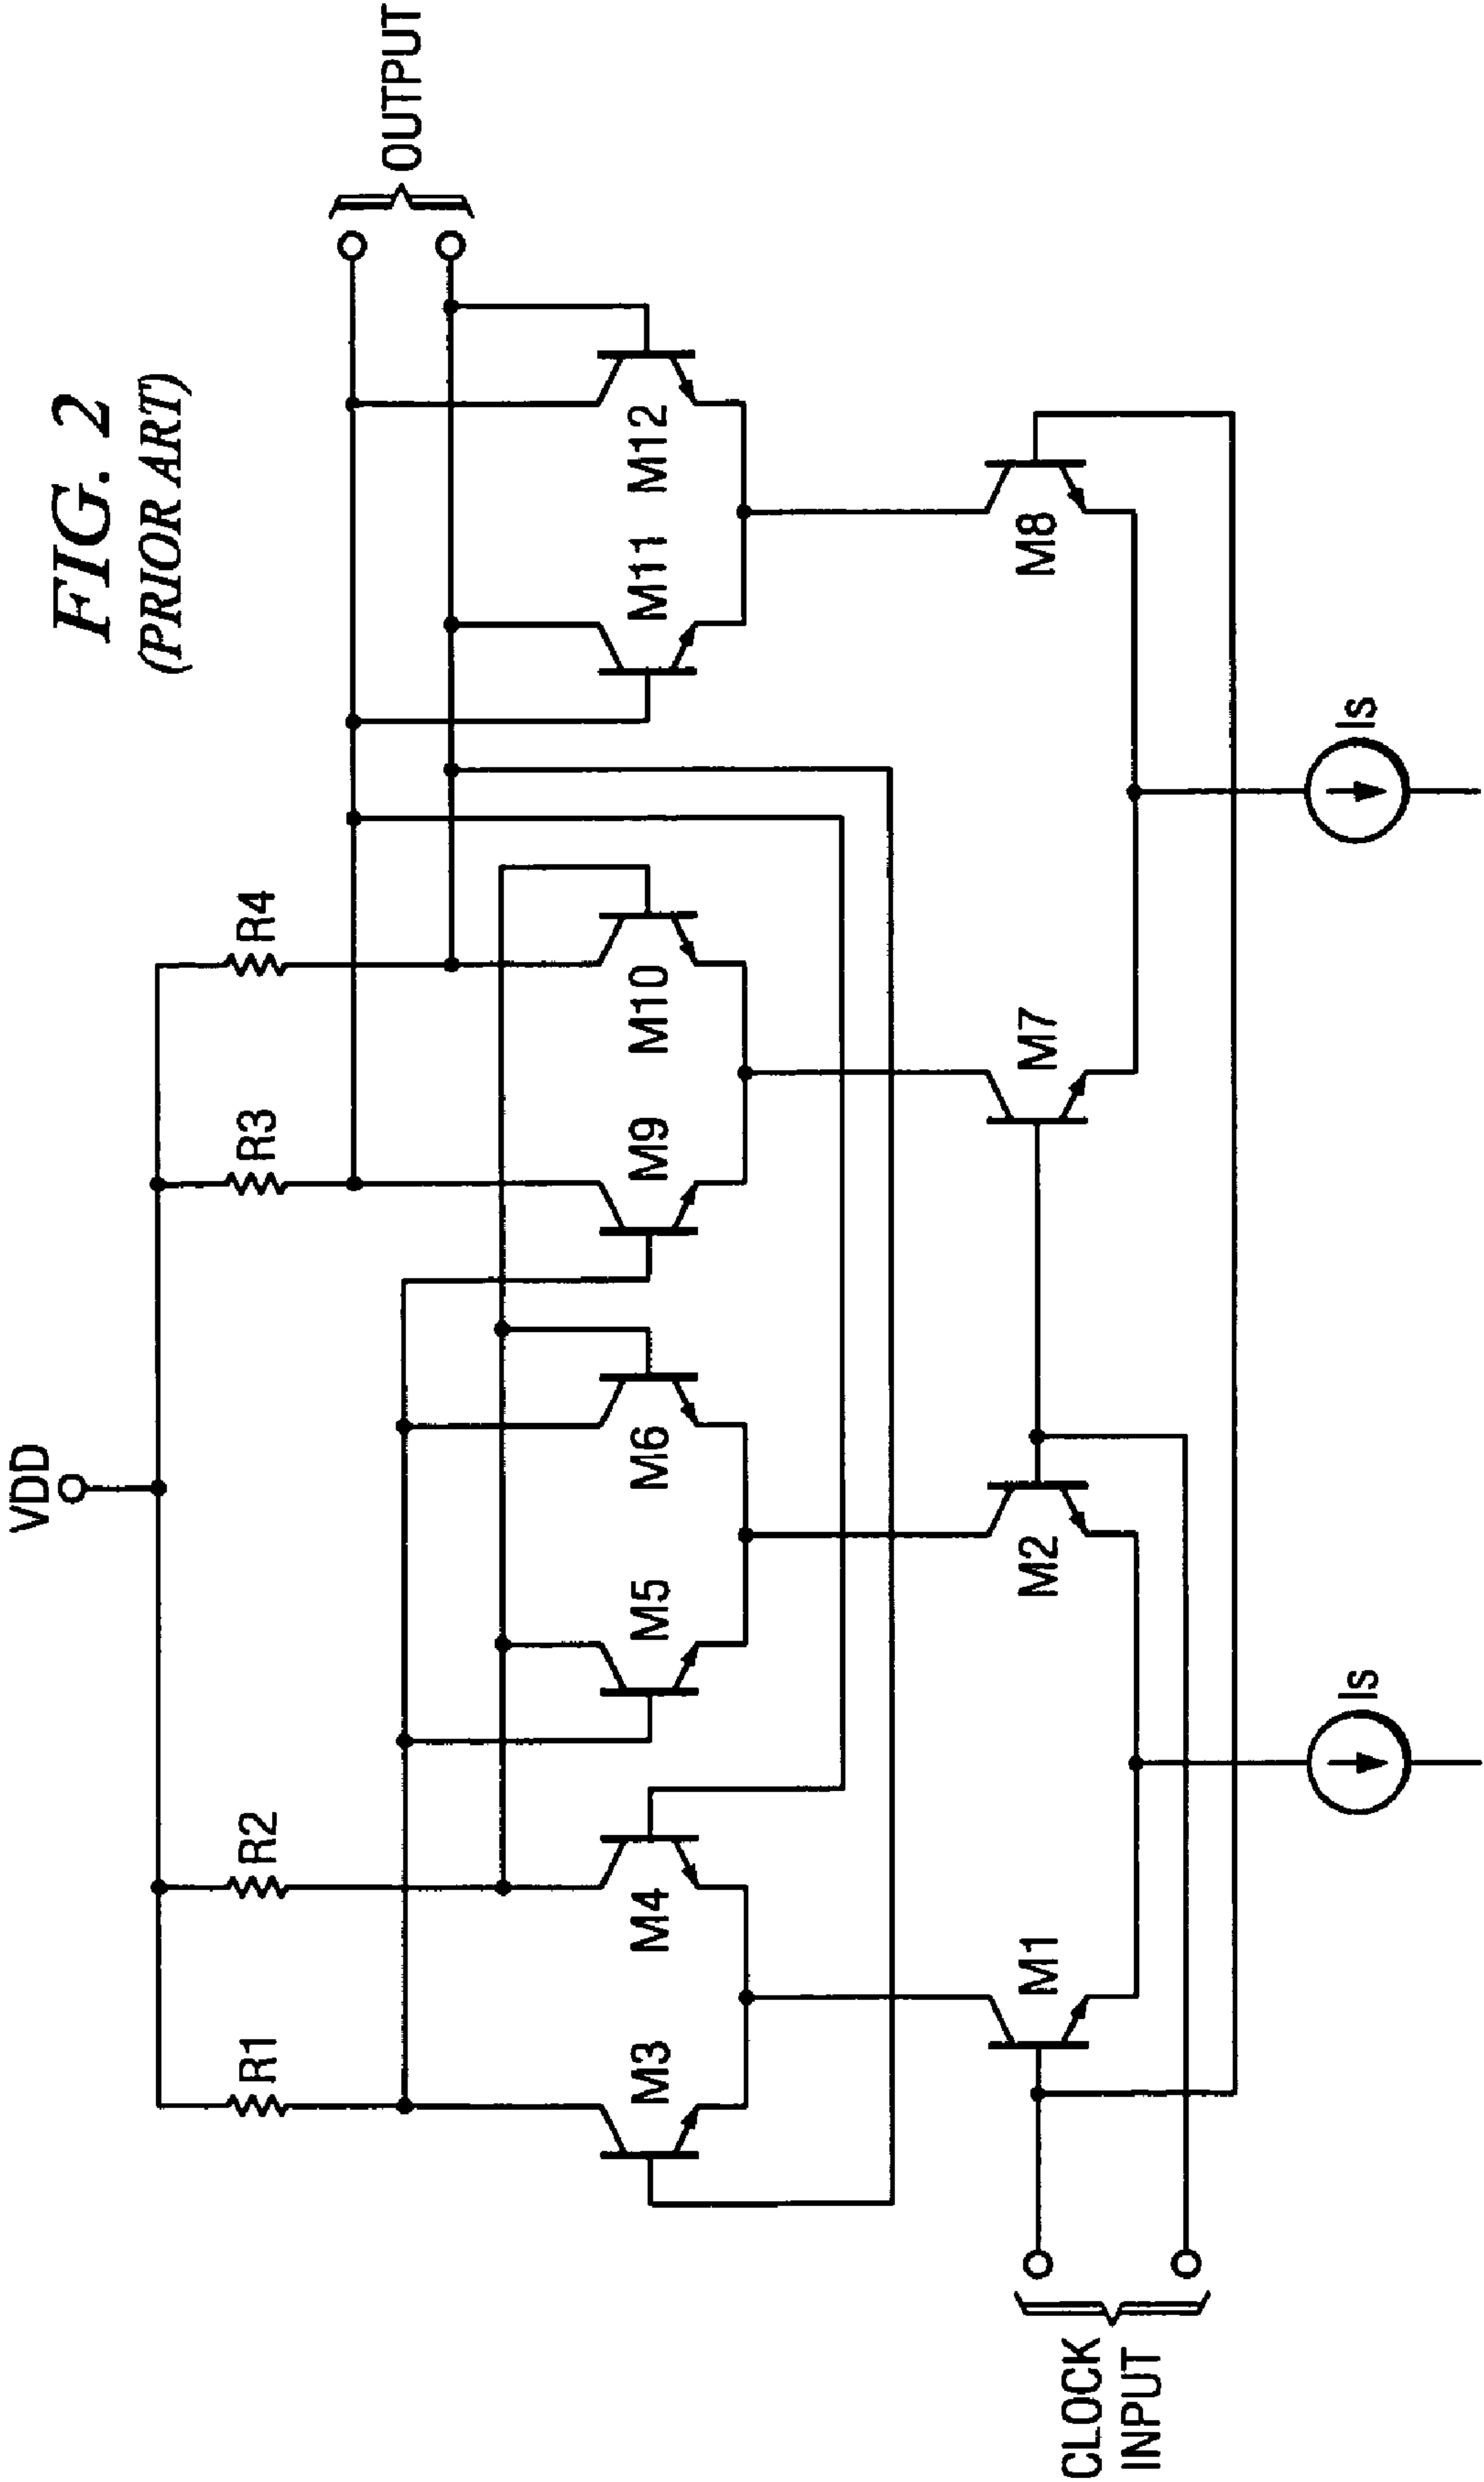 FIG. 2
(PRIOR ART)
VDD
R1
R2
R3
R4
OUTPUT
M3
M4
M5
M6
M9
M10
M11
M12
M1
M2
M7
M8
CLOCK
INPUT
Is
Is